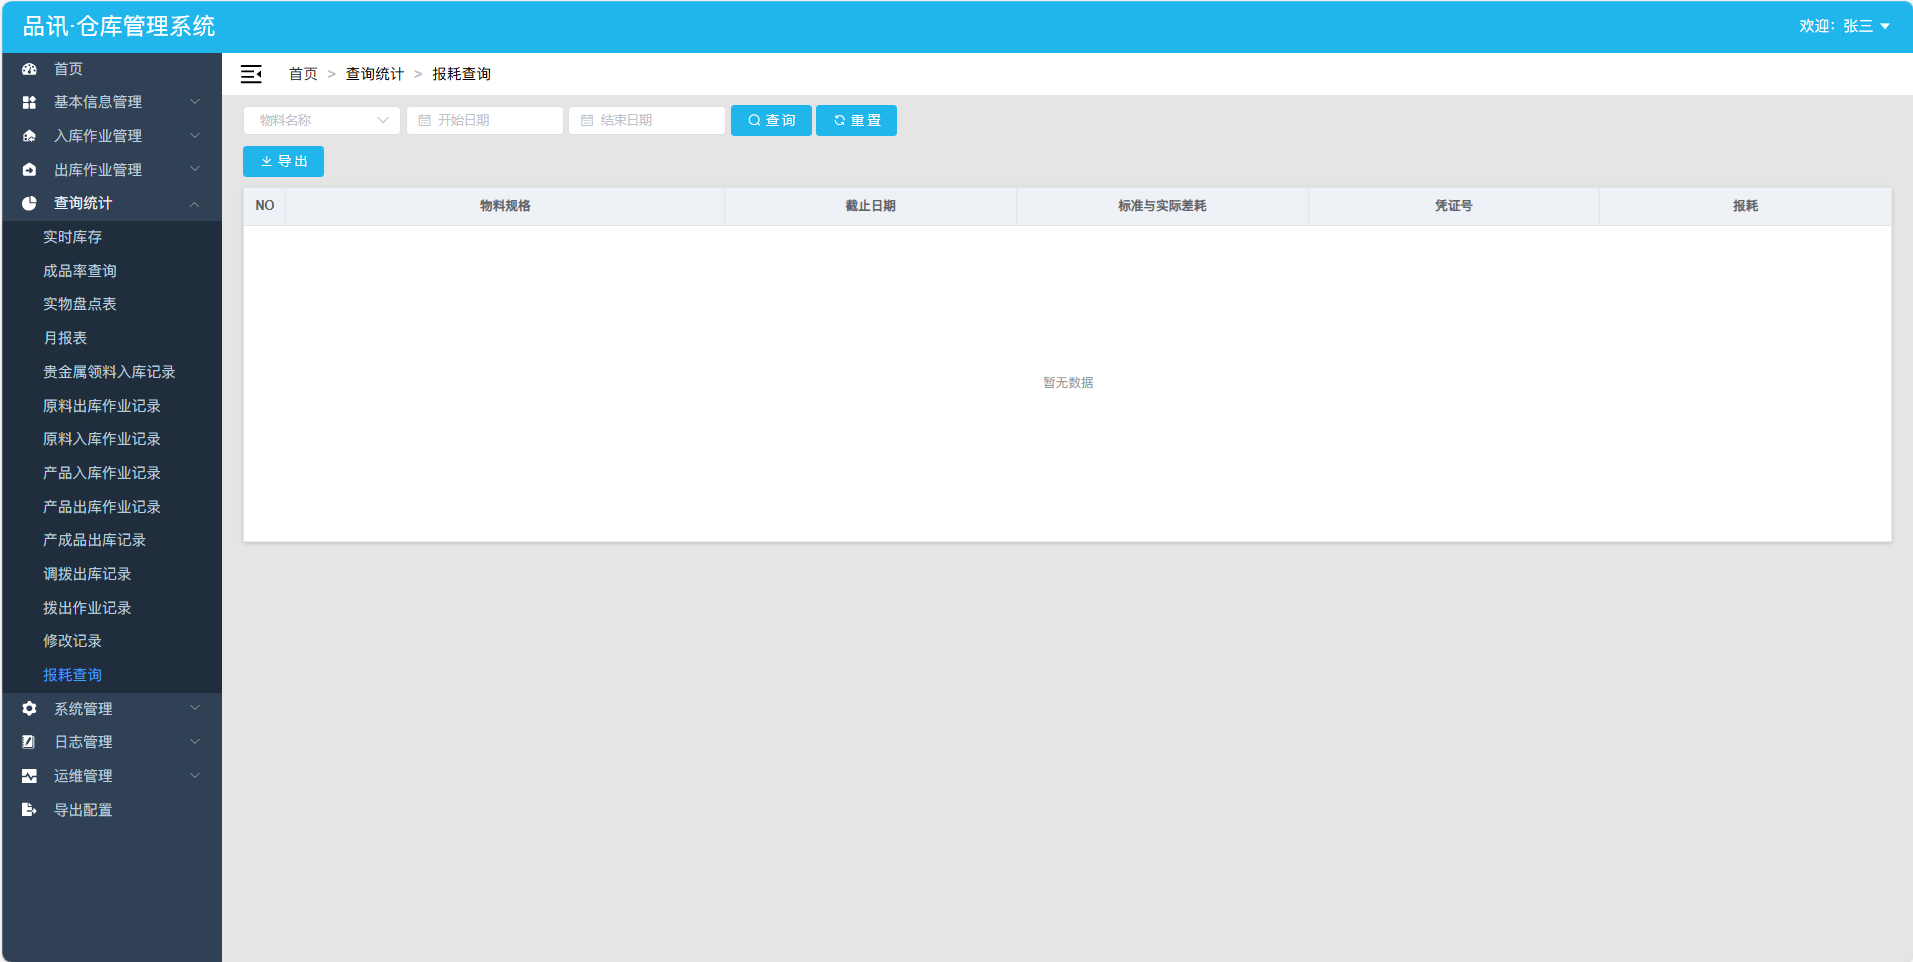 品讯·仓库管理系统
欢迎：张三
首页
基本信息管理
入库作业管理
出库作业管理
查询统计
实时库存
成品率查询
实物盘点表
月报表
贵金属领料入库记录
原料出库作业记录
原料入库作业记录
产品入库作业记录
产品出库作业记录
产成品出库记录
调拨出库记录
拨出作业记录
修改记录
报耗查询
系统管理
日志管理
运维管理
导出配置
首页 > 查询统计 > 报耗查询
物料名称 开始日期 结束日期 查询 重置
导出
NO 物料规格 截止日期 标准与实际差耗 凭证号 报耗
暂无数据